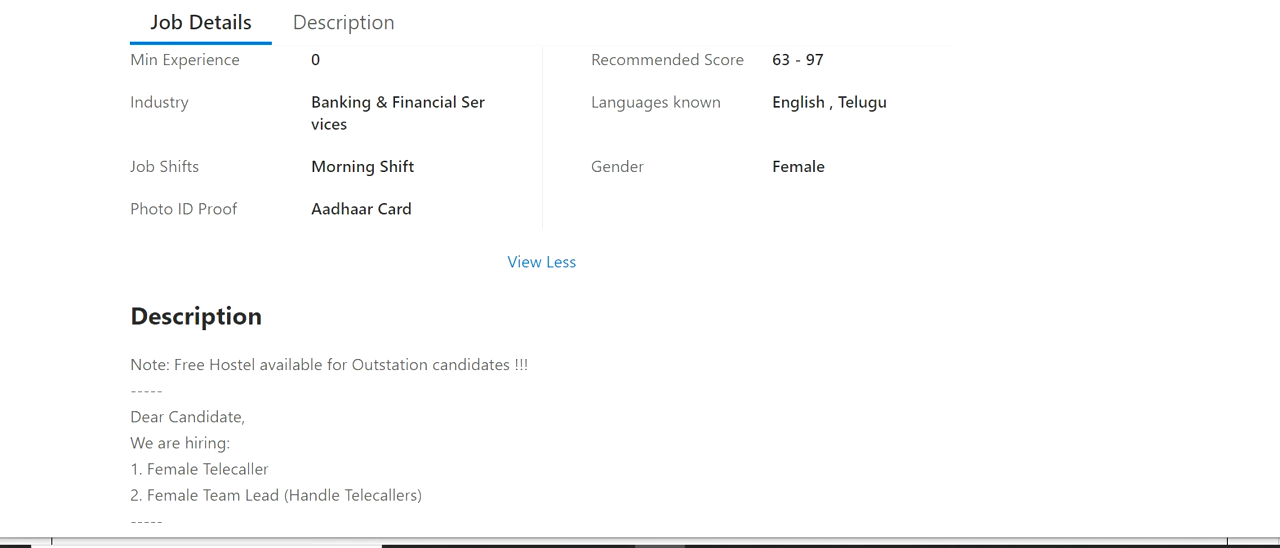 Job Details Description
Min Experience 0 Recommended Score 63 - 97
Industry Banking & Financial Ser Languages known English , Telugu
vices
Job Shifts Morning Shift Gender Female
Photo ID Proof Aadhaar Card
View Less
Description
Note: Free Hostel available for Outstation candidates !!!
-----
Dear Candidate,
We are hiring:
1. Female Telecaller
2. Female Team Lead (Handle Telecallers)
-----